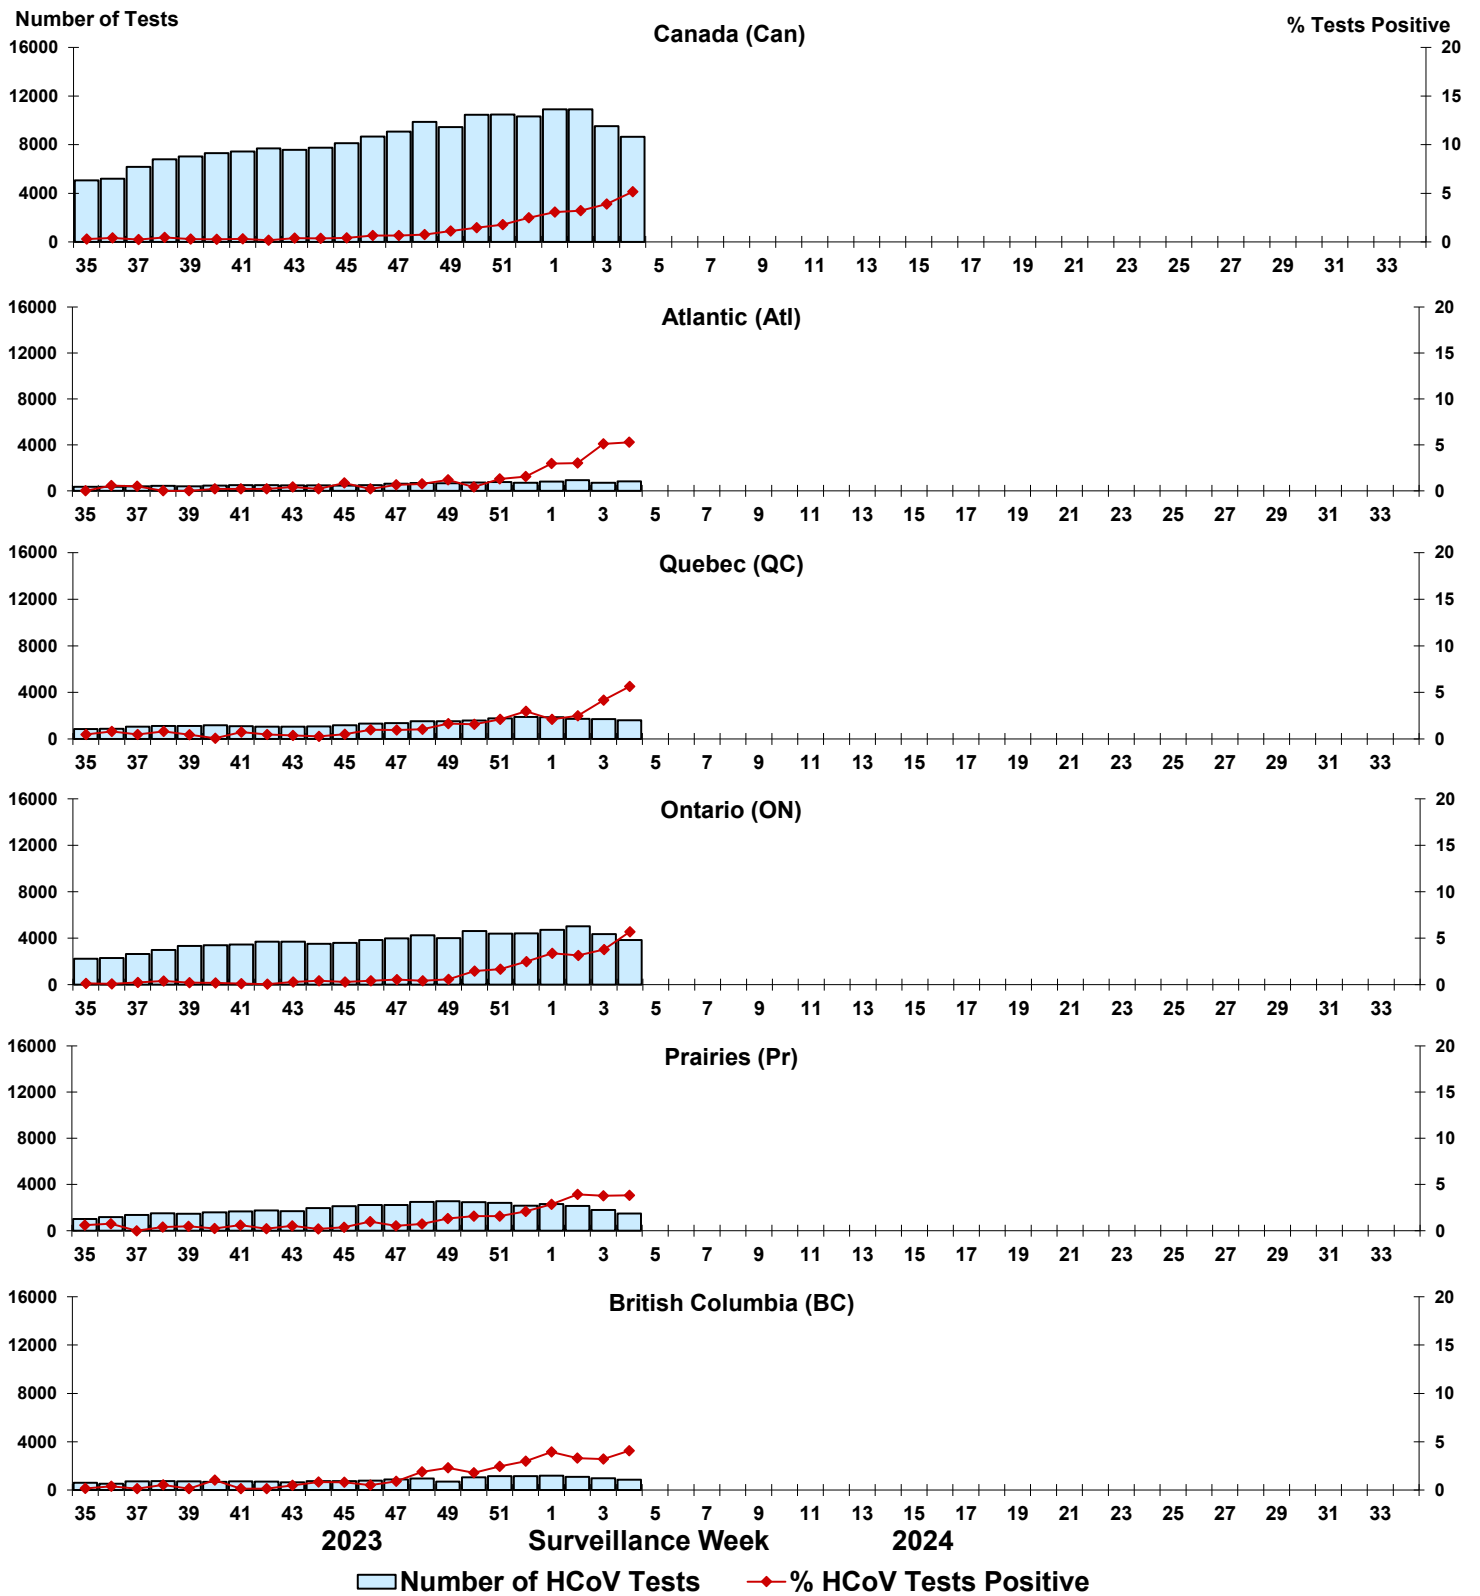 Number of Tests
Canada (Can)
% Tests Positive
16000 20
12000 15
8000 10
4000 5
0 0
35 37 39 41 43 45 47 49 51 1 3 5 7 9 11 13 15 17 19 21 23 25 27 29 31 33
Atlantic (Atl)
16000 20
12000 15
8000 10
4000 5
0 0
35 37 39 41 43 45 47 49 51 1 3 5 7 9 11 13 15 17 19 21 23 25 27 29 31 33
Quebec (QC)
16000 20
12000 15
8000 10
4000 5
0 0
35 37 39 41 43 45 47 49 51 1 3 5 7 9 11 13 15 17 19 21 23 25 27 29 31 33
Ontario (ON)
16000 20
12000 15
8000 10
4000 5
0 0
35 37 39 41 43 45 47 49 51 1 3 5 7 9 11 13 15 17 19 21 23 25 27 29 31 33
Prairies (Pr)
16000 20
12000 15
8000 10
4000 5
0 0
35 37 39 41 43 45 47 49 51 1 3 5 7 9 11 13 15 17 19 21 23 25 27 29 31 33
British Columbia (BC)
16000 20
12000 15
8000 10
4000 5
0 0
35 37 39 41 43 45 47 49 51 1 3 5 7 9 11 13 15 17 19 21 23 25 27 29 31 33
2023 Surveillance Week 2024
Number of HCoV Tests % HCoV Tests Positive